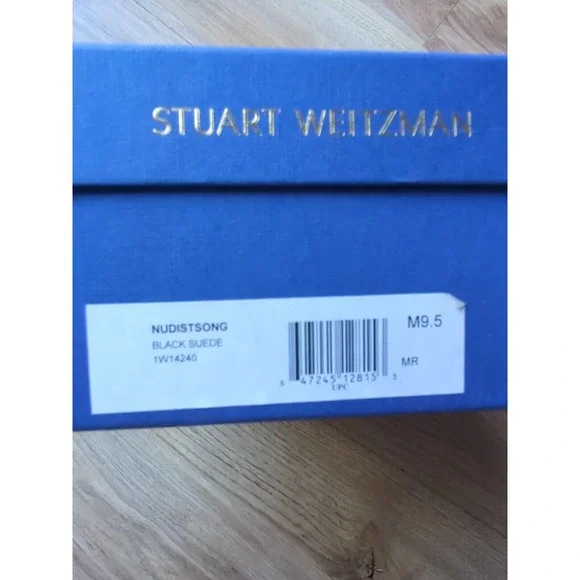 STUART WEITZMAN
NUDISTSONG
BLACK SUEDE
1W14240
M9.5
MR
6 47245 12815 3
UPC